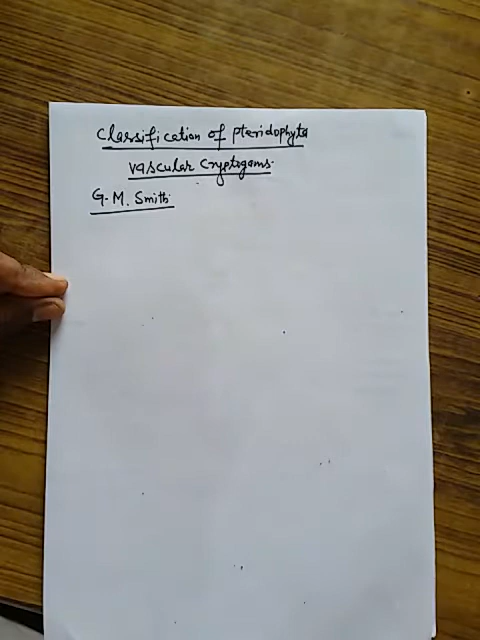 Classification of pteridophyta
vascular cryptogams.
G.M. Smith